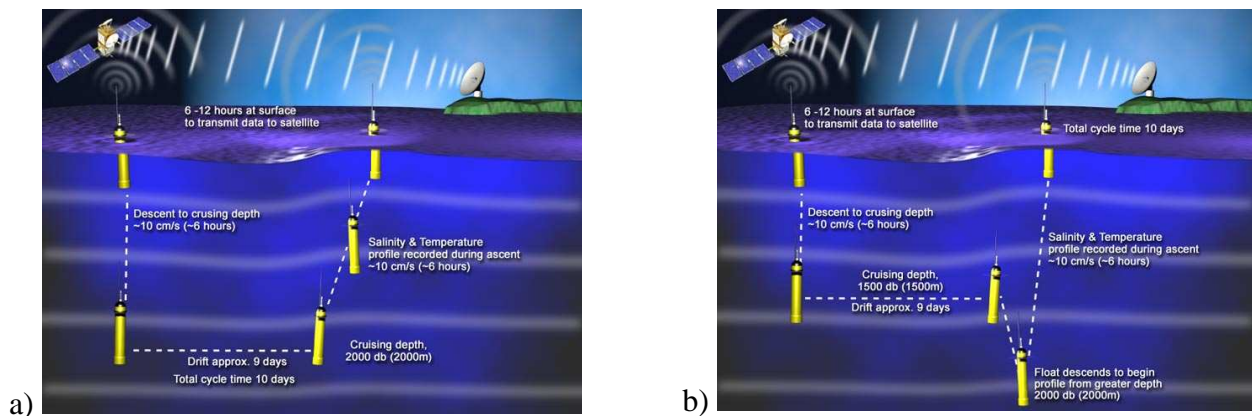 6 -12 hours at surface
to transmit data to satellite
Descent to crusing depth
~10 cm/s (~6 hours)
Salinity & Temperature
profile recorded during ascent
~10 cm/s (~6 hours)
Cruising depth,
2000 db (2000m)
Drift approx. 9 days
Total cycle time 10 days
a)
6 -12 hours at surface
to transmit data to satellite
Total cycle time 10 days
Descent to crusing depth
~10 cm/s (~6 hours)
Salinity & Temperature
profile recorded during ascent
~10 cm/s (~6 hours)
Cruising depth,
1500 db (1500m)
Drift approx. 9 days
Float descends to begin
profile from greater depth
2000 db (2000m)
b)